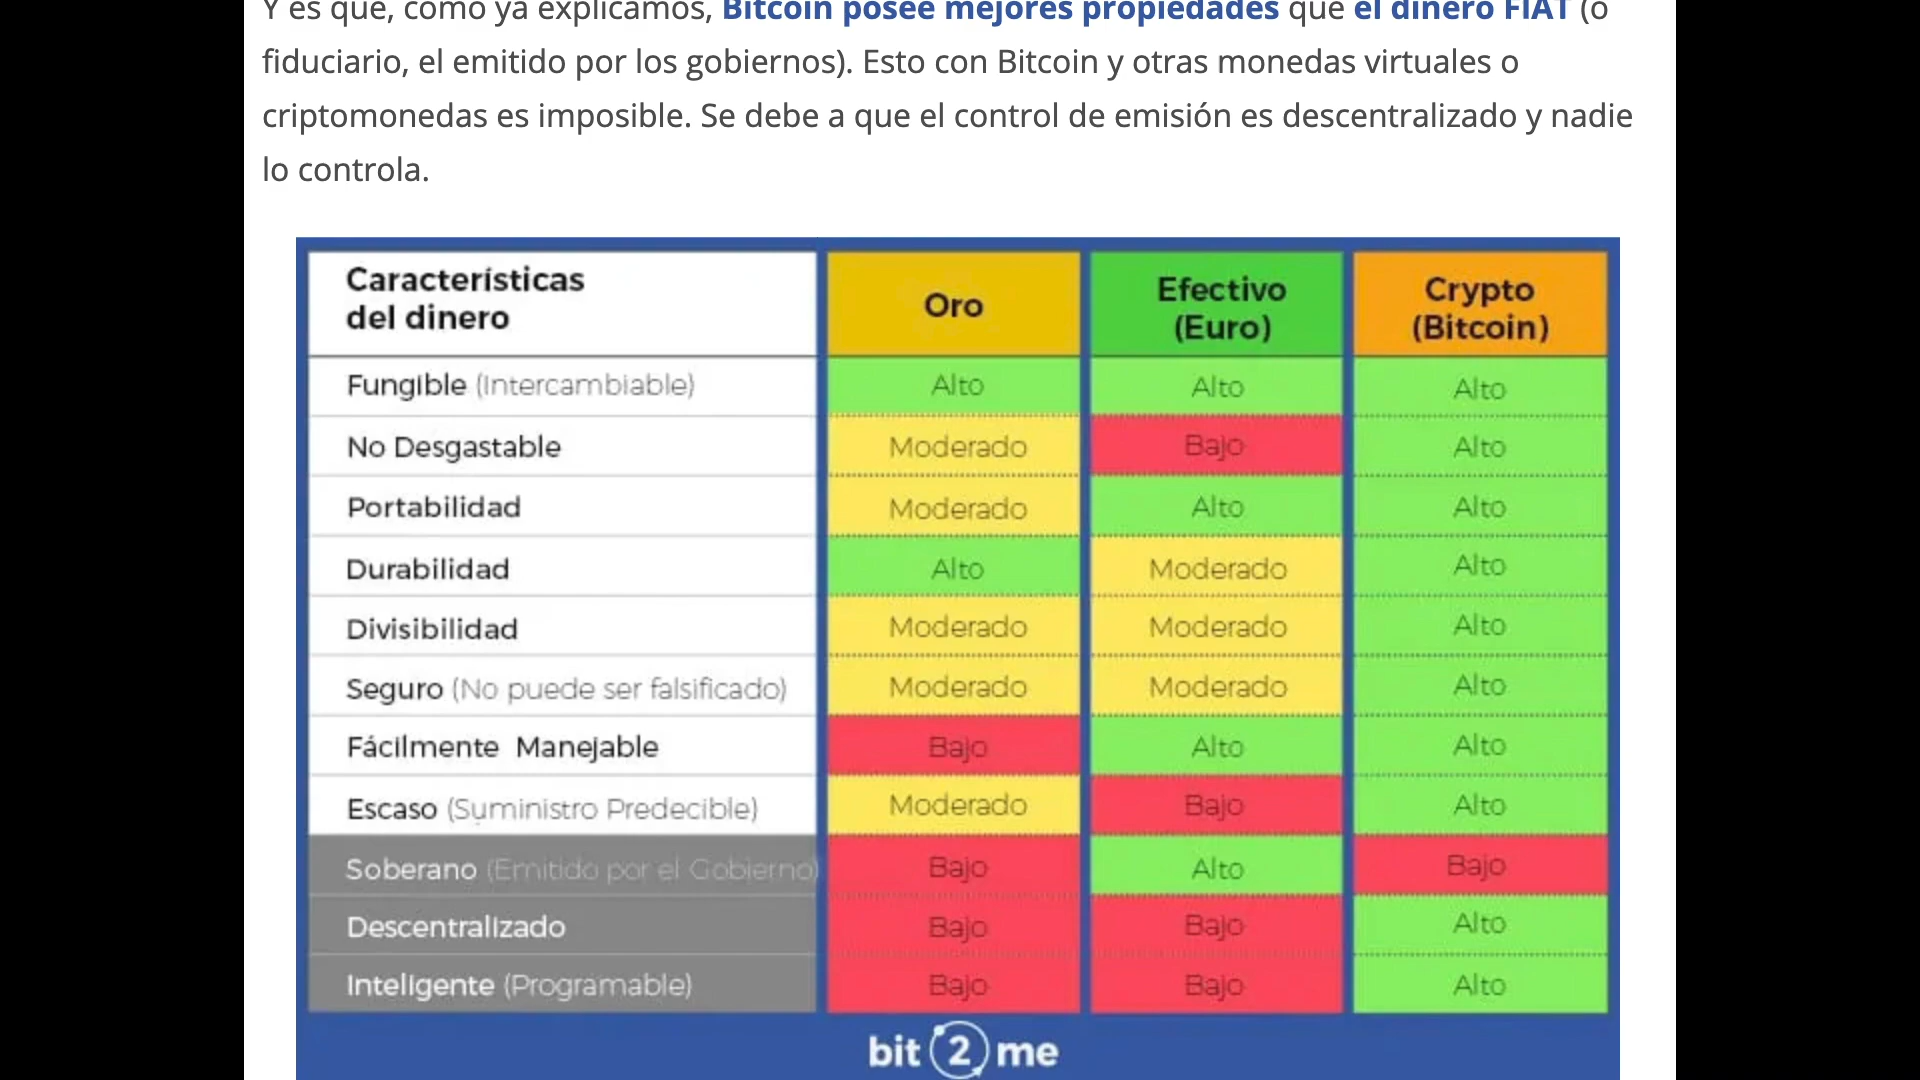 Y es que, como ya explicamos, Bitcoin posee mejores propiedades que el dinero FIAT (o
fiduciario, el emitido por los gobiernos). Esto con Bitcoin y otras monedas virtuales o
criptomonedas es imposible. Se debe a que el control de emisión es descentralizado y nadie
lo controla.
Características
del dinero
Oro
Efectivo
(Euro)
Crypto
(Bitcoin)
Fungible (Intercambiable) Alto Alto Alto
No Desgastable Moderado Bajo Alto
Portabilidad Moderado Alto Alto
Durabilidad Alto Moderado Alto
Divisibilidad Moderado Moderado Alto
Seguro (No puede ser falsificado) Moderado Moderado Alto
Fácilmente Manejable Bajo Alto Alto
Escaso (Suministro Predecible) Moderado Bajo Alto
Soberano (Emitido por el Gobierno) Bajo Alto Bajo
Descentralizado Bajo Bajo Alto
Inteligente (Programable) Bajo Bajo Alto
bit 2 me